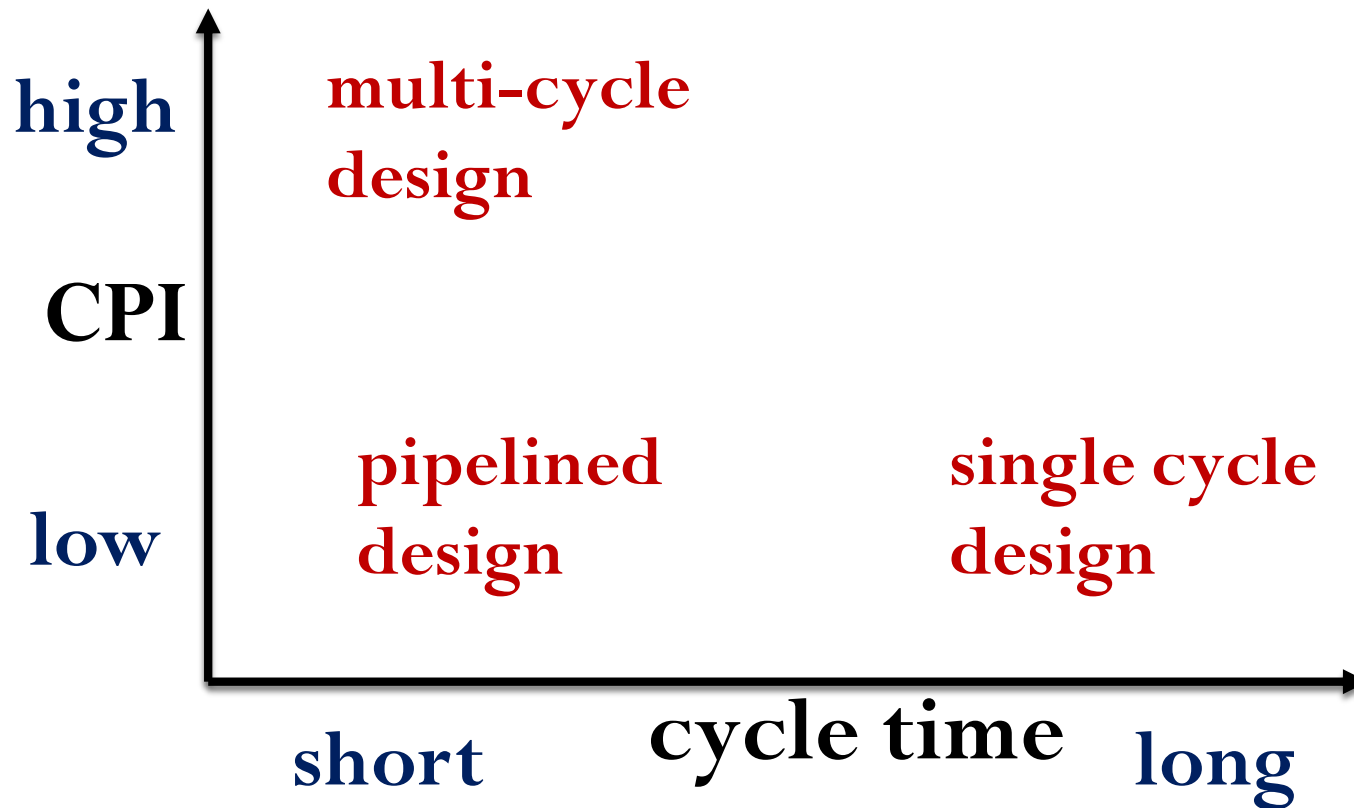 high
multi-cycle
design
CPI
pipelined
design
single cycle
design
low
cycle time
short
long